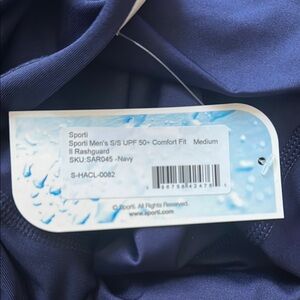 Sporti
Sporti Men's S/S UPF 50+ Comfort Fit Medium
II Rashguard
SKU:SAR045 -Navy
S-HACL-0082
© Sporti. All Rights Reserved.
www.sporti.com